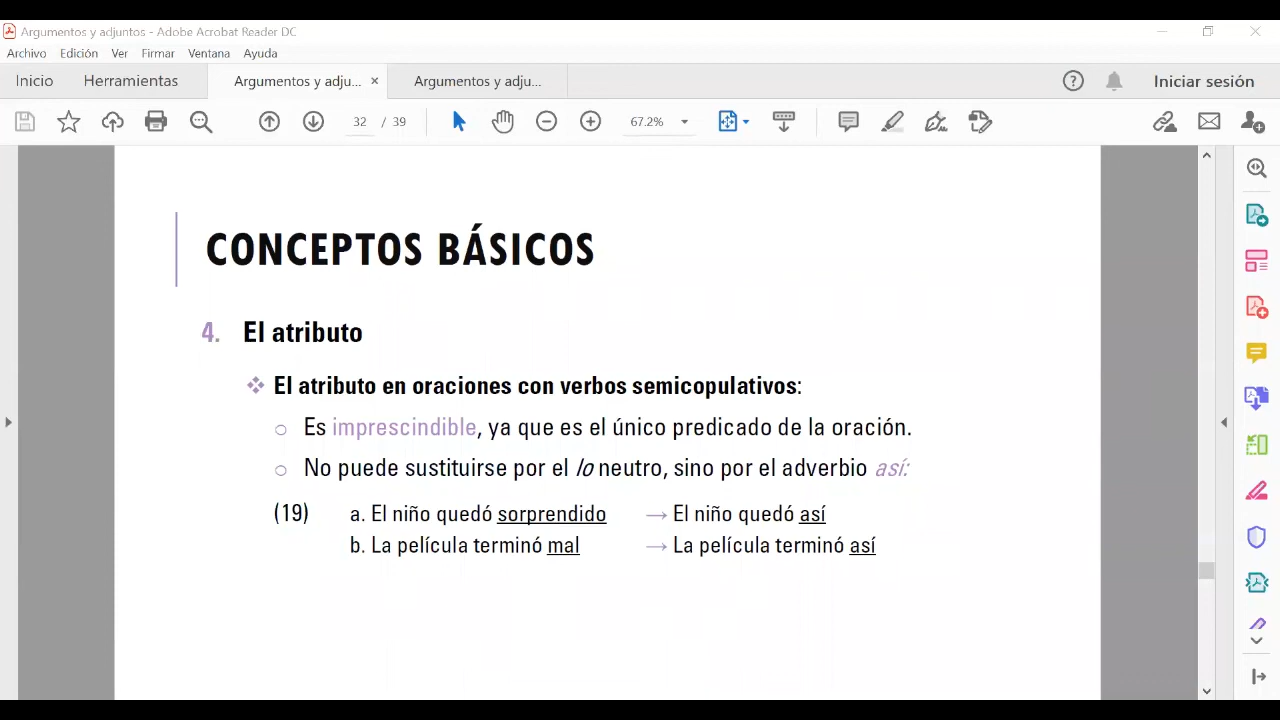 Argumentos y adjuntos - Adobe Acrobat Reader DC
Archivo Edición Ver Firmar Ventana Ayuda
Inicio Herramientas Argumentos y adju... × Argumentos y adju... Iniciar sesión
32 / 39 67.2%
CONCEPTOS BÁSICOS
4. El atributo
❖ El atributo en oraciones con verbos semicopulativos:
○ Es imprescindible, ya que es el único predicado de la oración.
○ No puede sustituirse por el lo neutro, sino por el adverbio así:
(19) a. El niño quedó sorprendido → El niño quedó así
b. La película terminó mal → La película terminó así